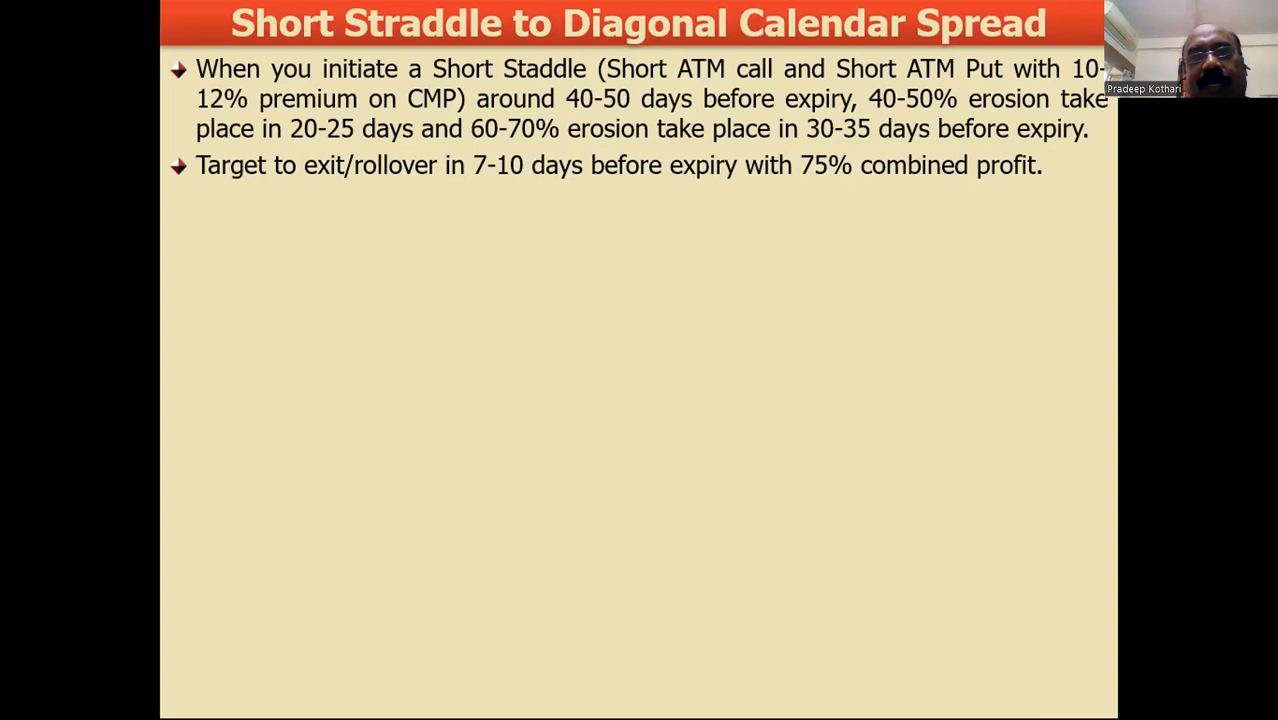 Short Straddle to Diagonal Calendar Spread
When you initiate a Short Staddle (Short ATM call and Short ATM Put with 10-
12% premium on CMP) around 40-50 days before expiry, 40-50% erosion take
place in 20-25 days and 60-70% erosion take place in 30-35 days before expiry.
Target to exit/rollover in 7-10 days before expiry with 75% combined profit.
Pradeep Kothari